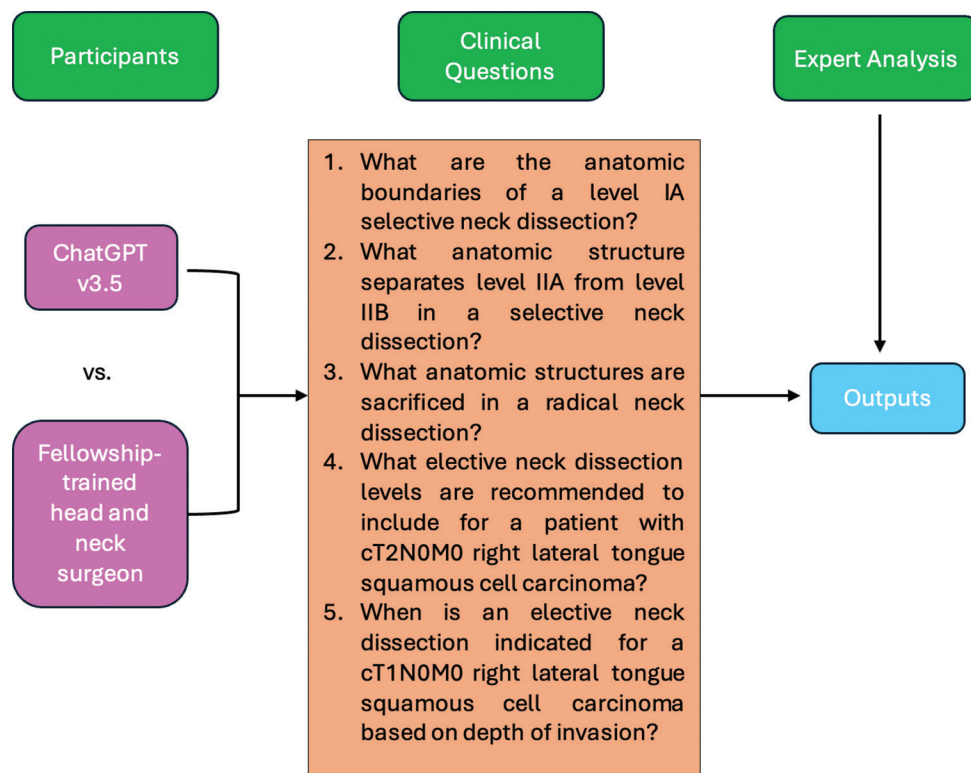 Participants
Clinical
Questions
Expert Analysis
ChatGPT
v3.5
vs.
Fellowship-
trained
head and
neck
surgeon
1. What are the anatomic
boundaries of a level IA
selective neck dissection?
2. What anatomic structure
separates level IIA from level
IIB in a selective neck
dissection?
3. What anatomic structures are
sacrificed in a radical neck
dissection?
4. What elective neck dissection
levels are recommended to
include for a patient with
cT2N0M0 right lateral tongue
squamous cell carcinoma?
5. When is an elective neck
dissection indicated for a
cT1N0M0 right lateral tongue
squamous cell carcinoma
based on depth of invasion?
Outputs